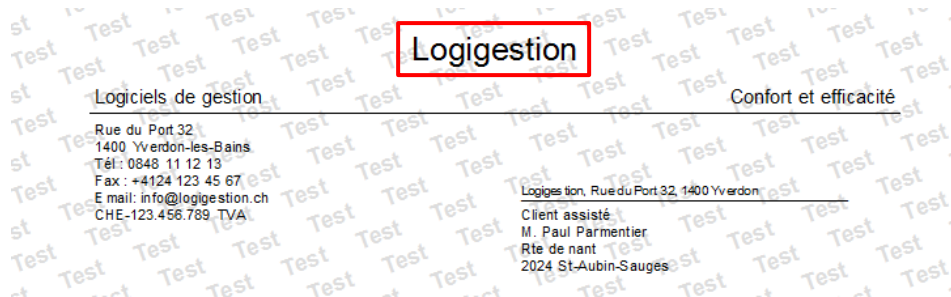 Logigestion
Logiciels de gestion
Confort et efficacité
Rue du Port 32
1400 Yverdon-les-Bains
Tél : 0848 11 12 13
Fax : +4124 123 45 67
Email: info@logigestion.ch
CHE-123.456.789 TVA
Logigestion, Rue du Port 32, 1400 Yverdon
Client assisté
M. Paul Parmentier
Rte de nant
2024 St-Aubin-Sauges
Test